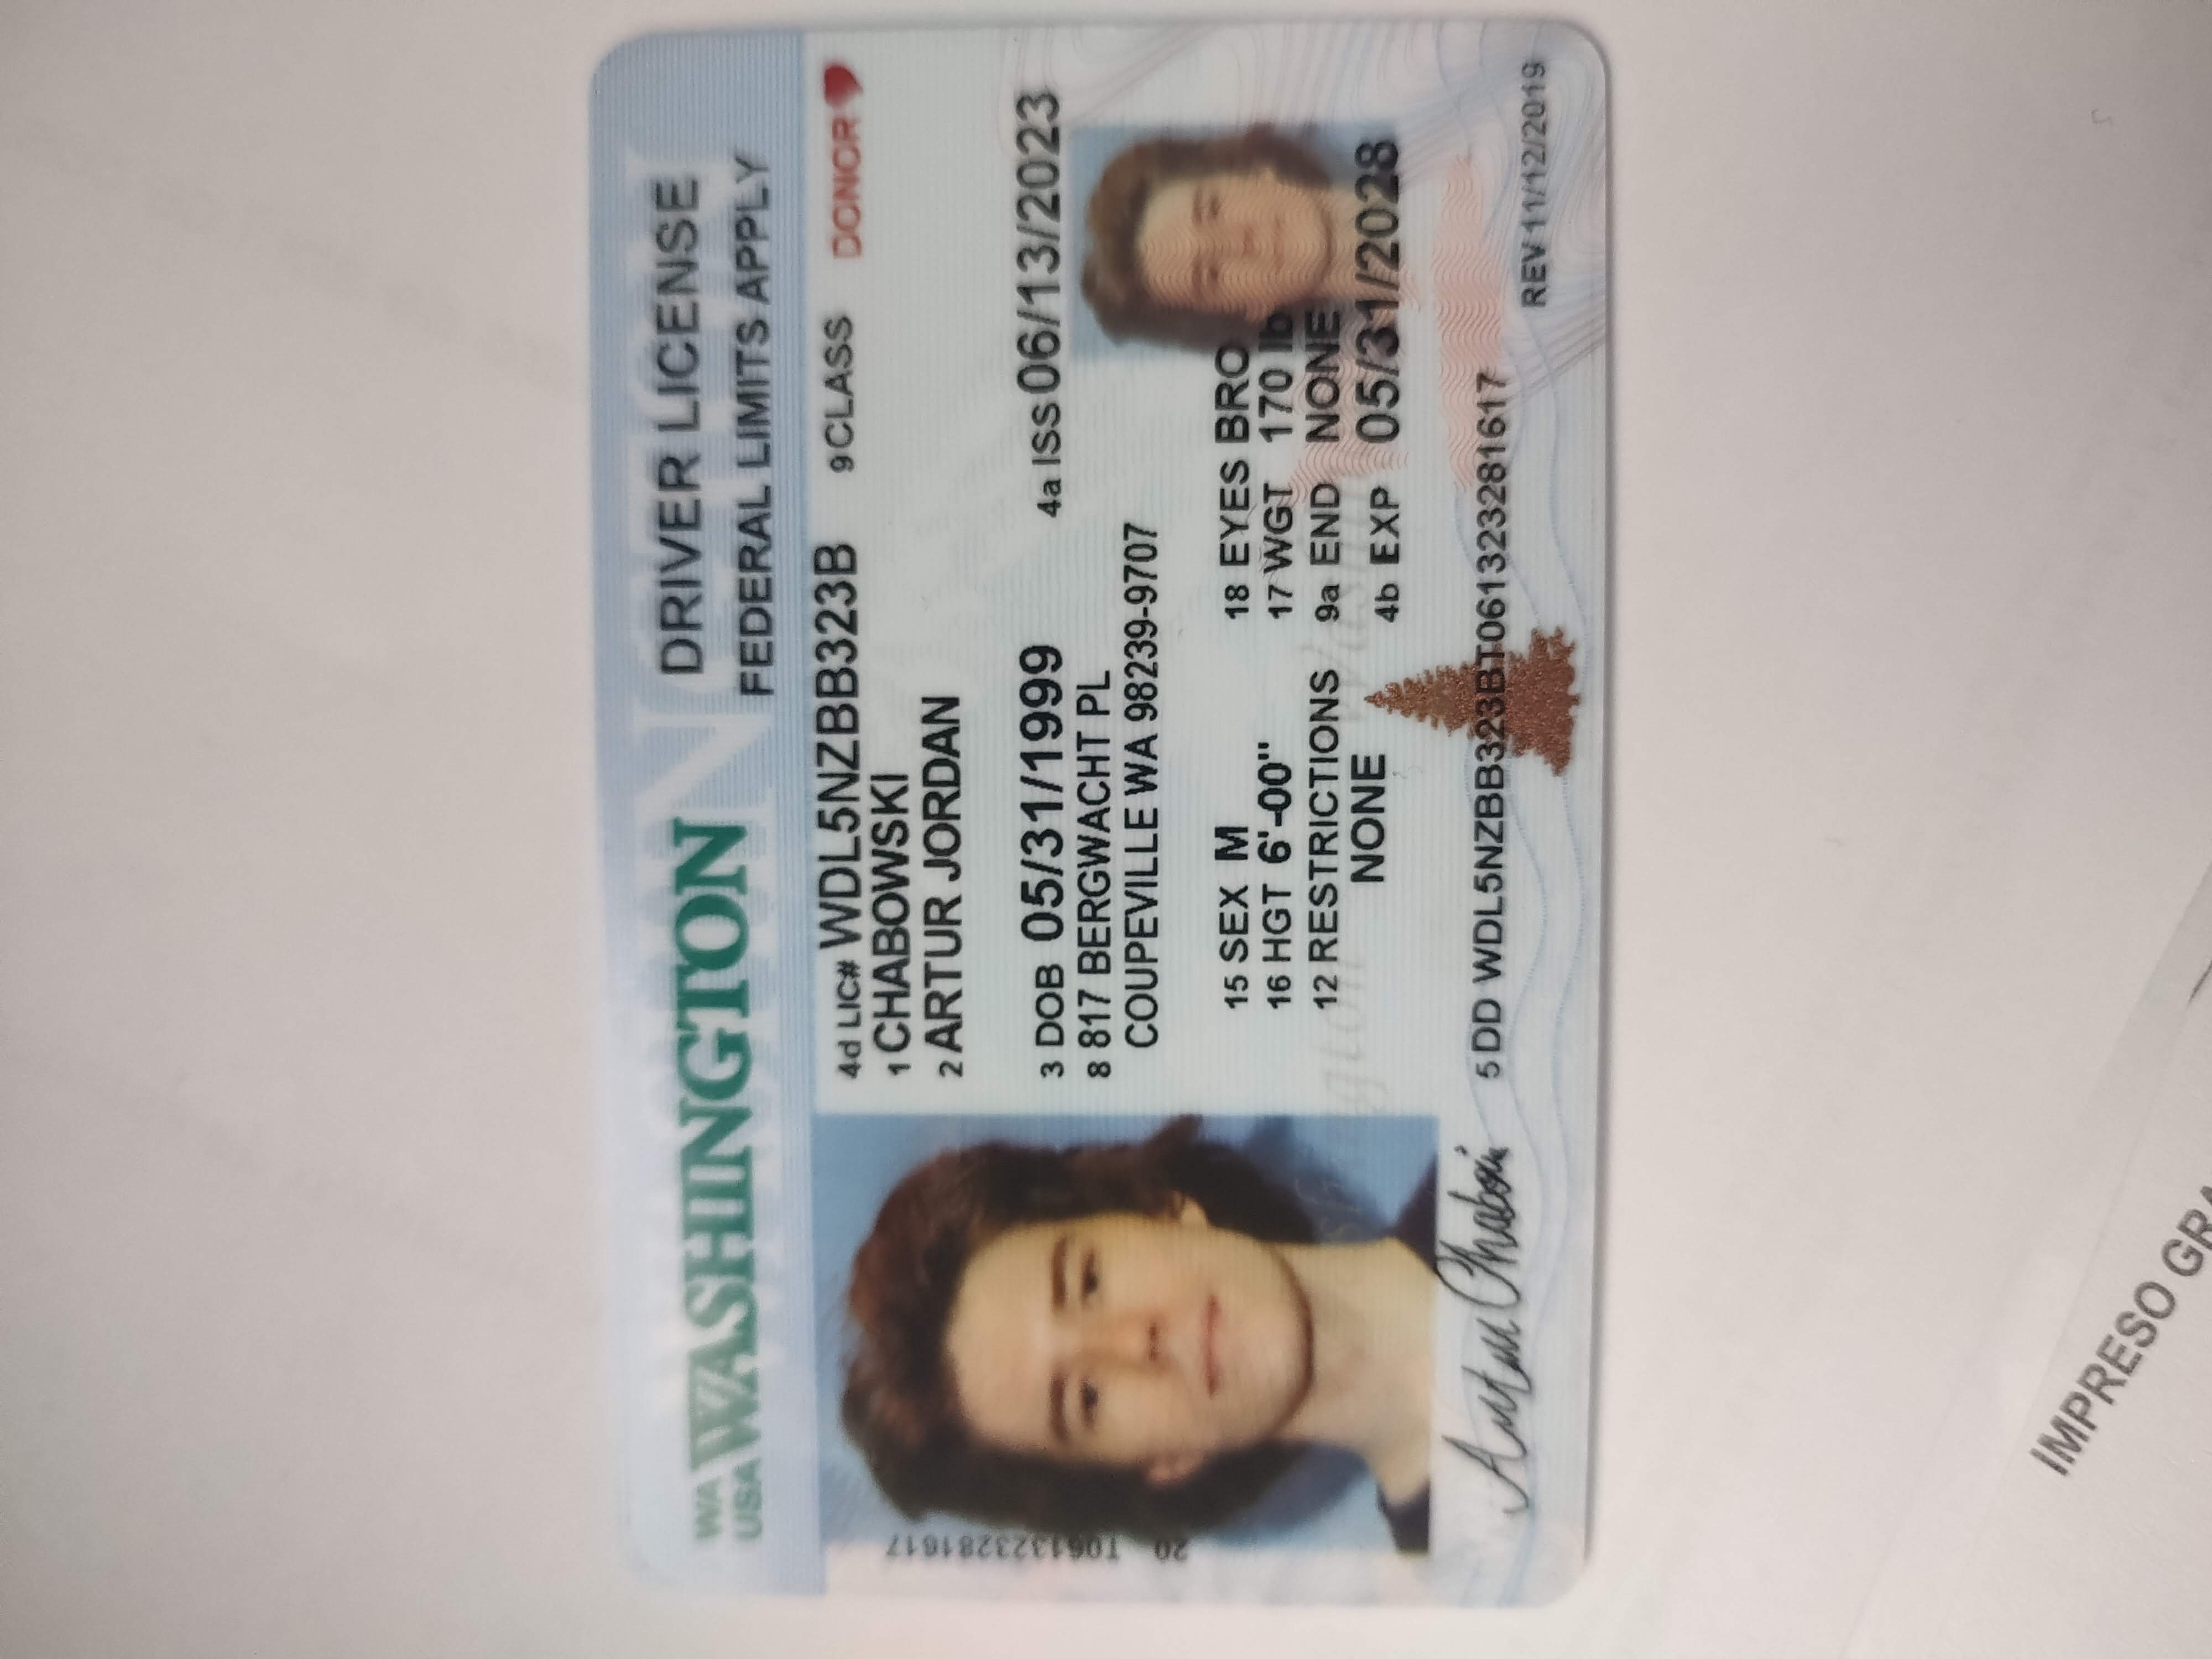 WA
USA
WASHINGTON
DRIVER LICENSE
FEDERAL LIMITS APPLY
4d LIC# WDL5NZBB323B 9 CLASS DONOR
1 CHABOWSKI
2 ARTUR JORDAN
3 DOB 05/31/1999 4a ISS 06/13/2023
8 817 BERGWACHT PL
COUPEVILLE WA 98239-9707
15 SEX M 18 EYES BRO
16 HGT 6'-00" 17 WGT 170 lb
12 RESTRICTIONS 9a END NONE
NONE 4b EXP 05/31/2028
5 DD WDL5NZBB323BT061323281617
REV 11/12/2019
20 T061323281617
Washington
Artur
IMPRESO